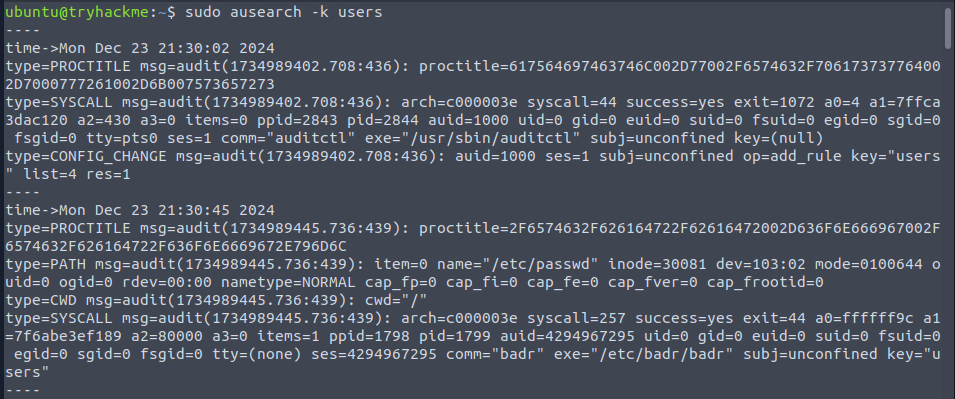 ubuntu@tryhackme:~$ sudo ausearch -k users
----
time->Mon Dec 23 21:30:02 2024
type=PROCTITLE msg=audit(1734989402.708:436): proctitle=617564697463746C002D77002F6574632F70617373776400
2D7000777261002D6B007573657273
type=SYSCALL msg=audit(1734989402.708:436): arch=c000003e syscall=44 success=yes exit=1072 a0=4 a1=7ffca
3dac120 a2=430 a3=0 items=0 ppid=2843 pid=2844 auid=1000 uid=0 gid=0 euid=0 suid=0 fsuid=0 egid=0 sgid=0
 fsgid=0 tty=pts0 ses=1 comm="auditctl" exe="/usr/sbin/auditctl" subj=unconfined key=(null)
type=CONFIG_CHANGE msg=audit(1734989402.708:436): auid=1000 ses=1 subj=unconfined op=add_rule key="users
" list=4 res=1
----
time->Mon Dec 23 21:30:45 2024
type=PROCTITLE msg=audit(1734989445.736:439): proctitle=2F6574632F626164722F62616472002D636F6E666967002F
6574632F626164722F636F6E6669672E796D6C
type=PATH msg=audit(1734989445.736:439): item=0 name="/etc/passwd" inode=30081 dev=103:02 mode=0100644 o
uid=0 ogid=0 rdev=00:00 nametype=NORMAL cap_fp=0 cap_fi=0 cap_fe=0 cap_fver=0 cap_frootid=0
type=CWD msg=audit(1734989445.736:439): cwd="/"
type=SYSCALL msg=audit(1734989445.736:439): arch=c000003e syscall=257 success=yes exit=44 a0=ffffff9c a1
=7f6abe3ef189 a2=80000 a3=0 items=1 ppid=1798 pid=1799 auid=4294967295 uid=0 gid=0 euid=0 suid=0 fsuid=0
 egid=0 sgid=0 fsgid=0 tty=(none) ses=4294967295 comm="badr" exe="/etc/badr/badr" subj=unconfined key="u
sers"
----